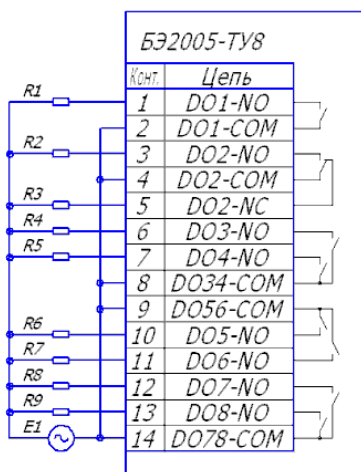 БЭ2005-ТУ8
Конт. Цепь
R1 1 DO1-NO
2 DO1-COM
R2 3 DO2-NO
4 DO2-COM
R3 5 DO2-NC
R4 6 DO3-NO
R5 7 DO4-NO
8 DO34-COM
9 DO56-COM
R6 10 DO5-NO
R7 11 DO6-NO
R8 12 DO7-NO
R9 13 DO8-NO
E1 14 DO78-COM